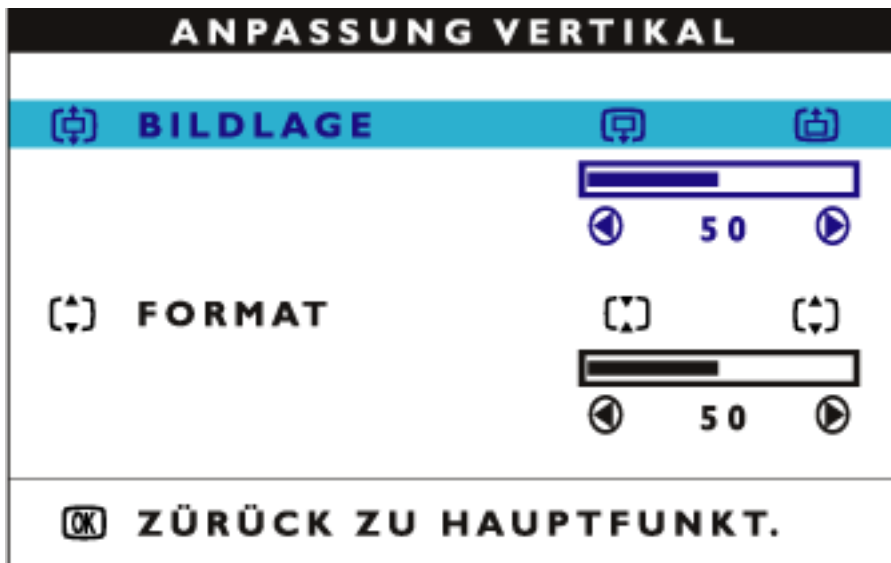 ANPASSUNG VERTIKAL
BILDLAGE
50
FORMAT
50
OK ZÜRÜCK ZU HAUPTFUNKT.